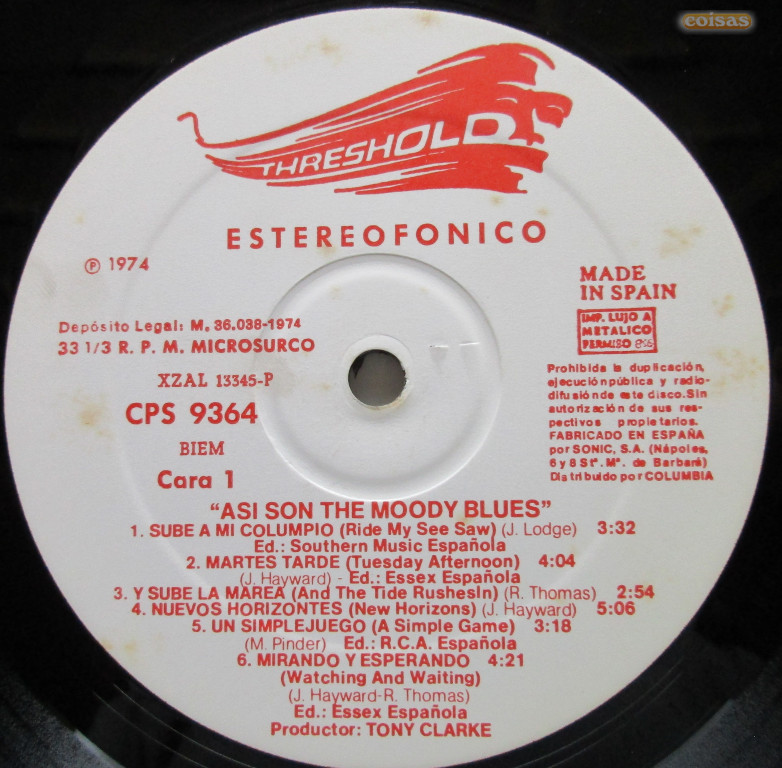 eoisas
THRESHOLD
ESTEREOFONICO
℗ 1974
MADE
IN SPAIN
IMP. LUJO A
METALICO
PERMISO
Depósito Legal: M. 36.038-1974
33 1/3 R. P. M. MICROSURCO
XZAL 13345-P
CPS 9364
BIEM
Cara 1
Prohibida la duplicación,
ejecución pública y radio-
difusión de este disco. Sin
autorización de sus res-
pectivos propietarios.
FABRICADO EN ESPAÑA
por SONIC, S.A. (Nápoles,
6 y 8 Stª. Mª. de Barbará)
Distribuido por COLUMBIA
"ASI SON THE MOODY BLUES"
1. SUBE A MI COLUMPIO (Ride My See Saw) (J. Lodge) 3:32
Ed.: Southern Music Española
2. MARTES TARDE (Tuesday Afternoon) 4:04
(J. Hayward) - Ed.: Essex Española
3. Y SUBE LA MAREA (And The Tide RushesIn) (R. Thomas) 2:54
4. NUEVOS HORIZONTES (New Horizons) (J. Hayward) 5:06
5. UN SIMPLEJUEGO (A Simple Game) 3:18
(M. Pinder) Ed.: R.C.A. Española
6. MIRANDO Y ESPERANDO 4:21
(Watching And Waiting)
(J. Hayward-R. Thomas)
Ed.: Essex Española
Productor: TONY CLARKE